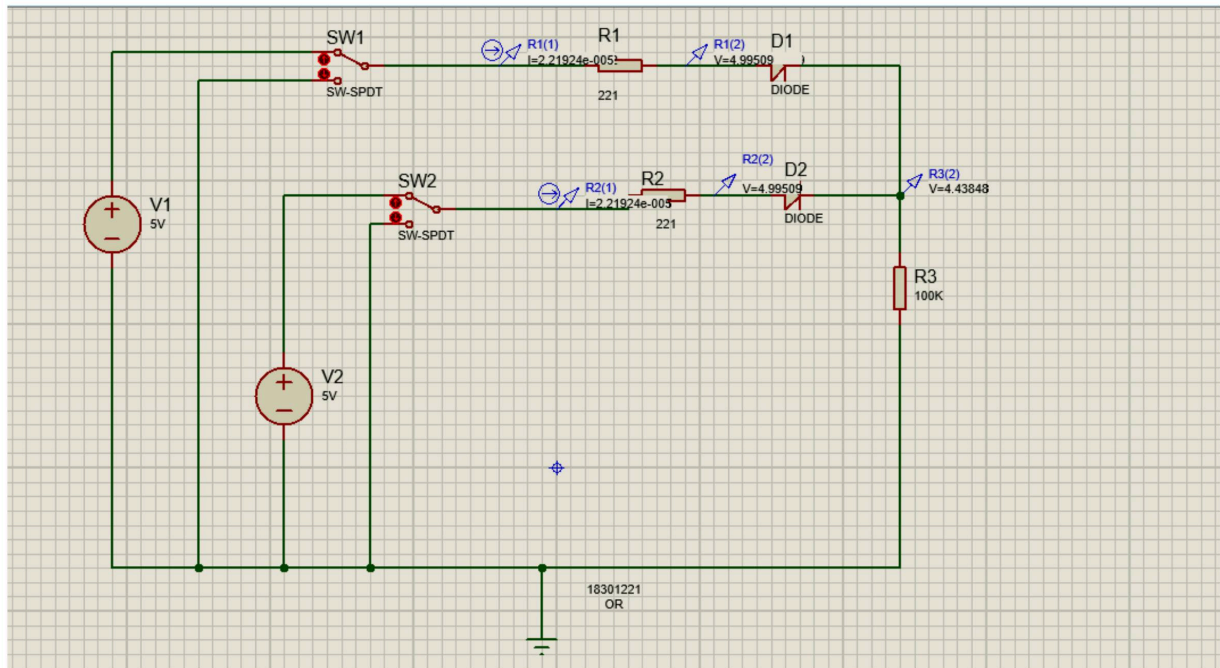 SW1
SW-SPDT
R1(1)
I=2.21924e-005
R1
221
R1(2)
V=4.99509
D1
DIODE
SW2
SW-SPDT
R2(1)
I=2.21924e-005
R2
221
R2(2)
V=4.99509
D2
DIODE
R3(2)
V=4.43848
V1
5V
R3
100K
V2
5V
18301221
OR